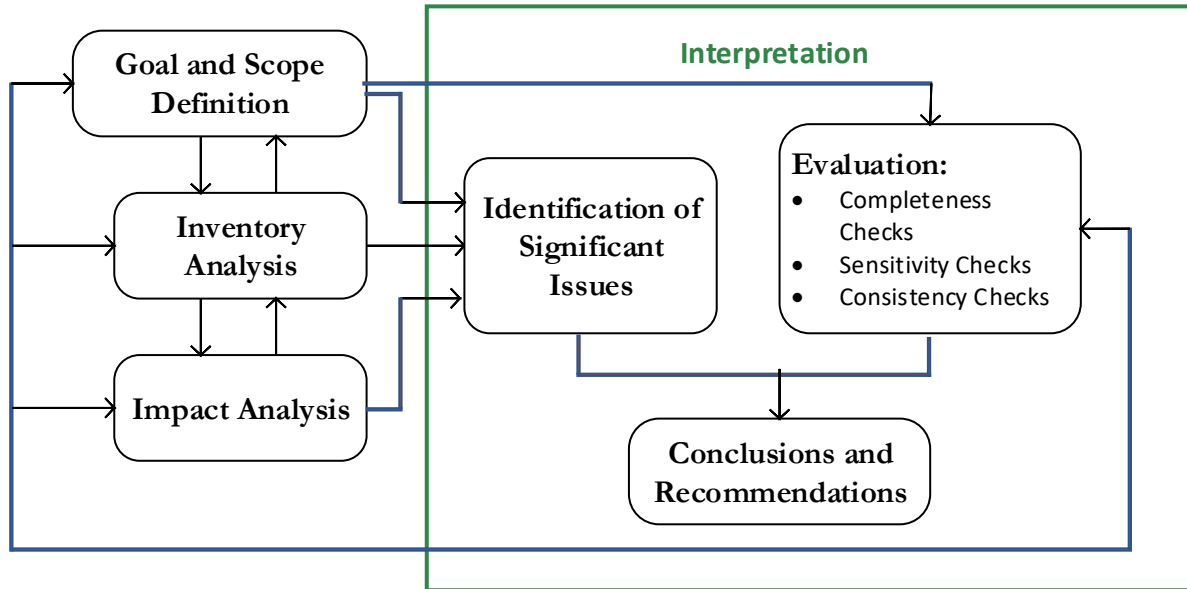 Interpretation
Goal and Scope
Definition
Inventory
Analysis
Impact Analysis
Identification of
Significant
Issues
Evaluation:
• Completeness
Checks
• Sensitivity Checks
• Consistency Checks
Conclusions and
Recommendations